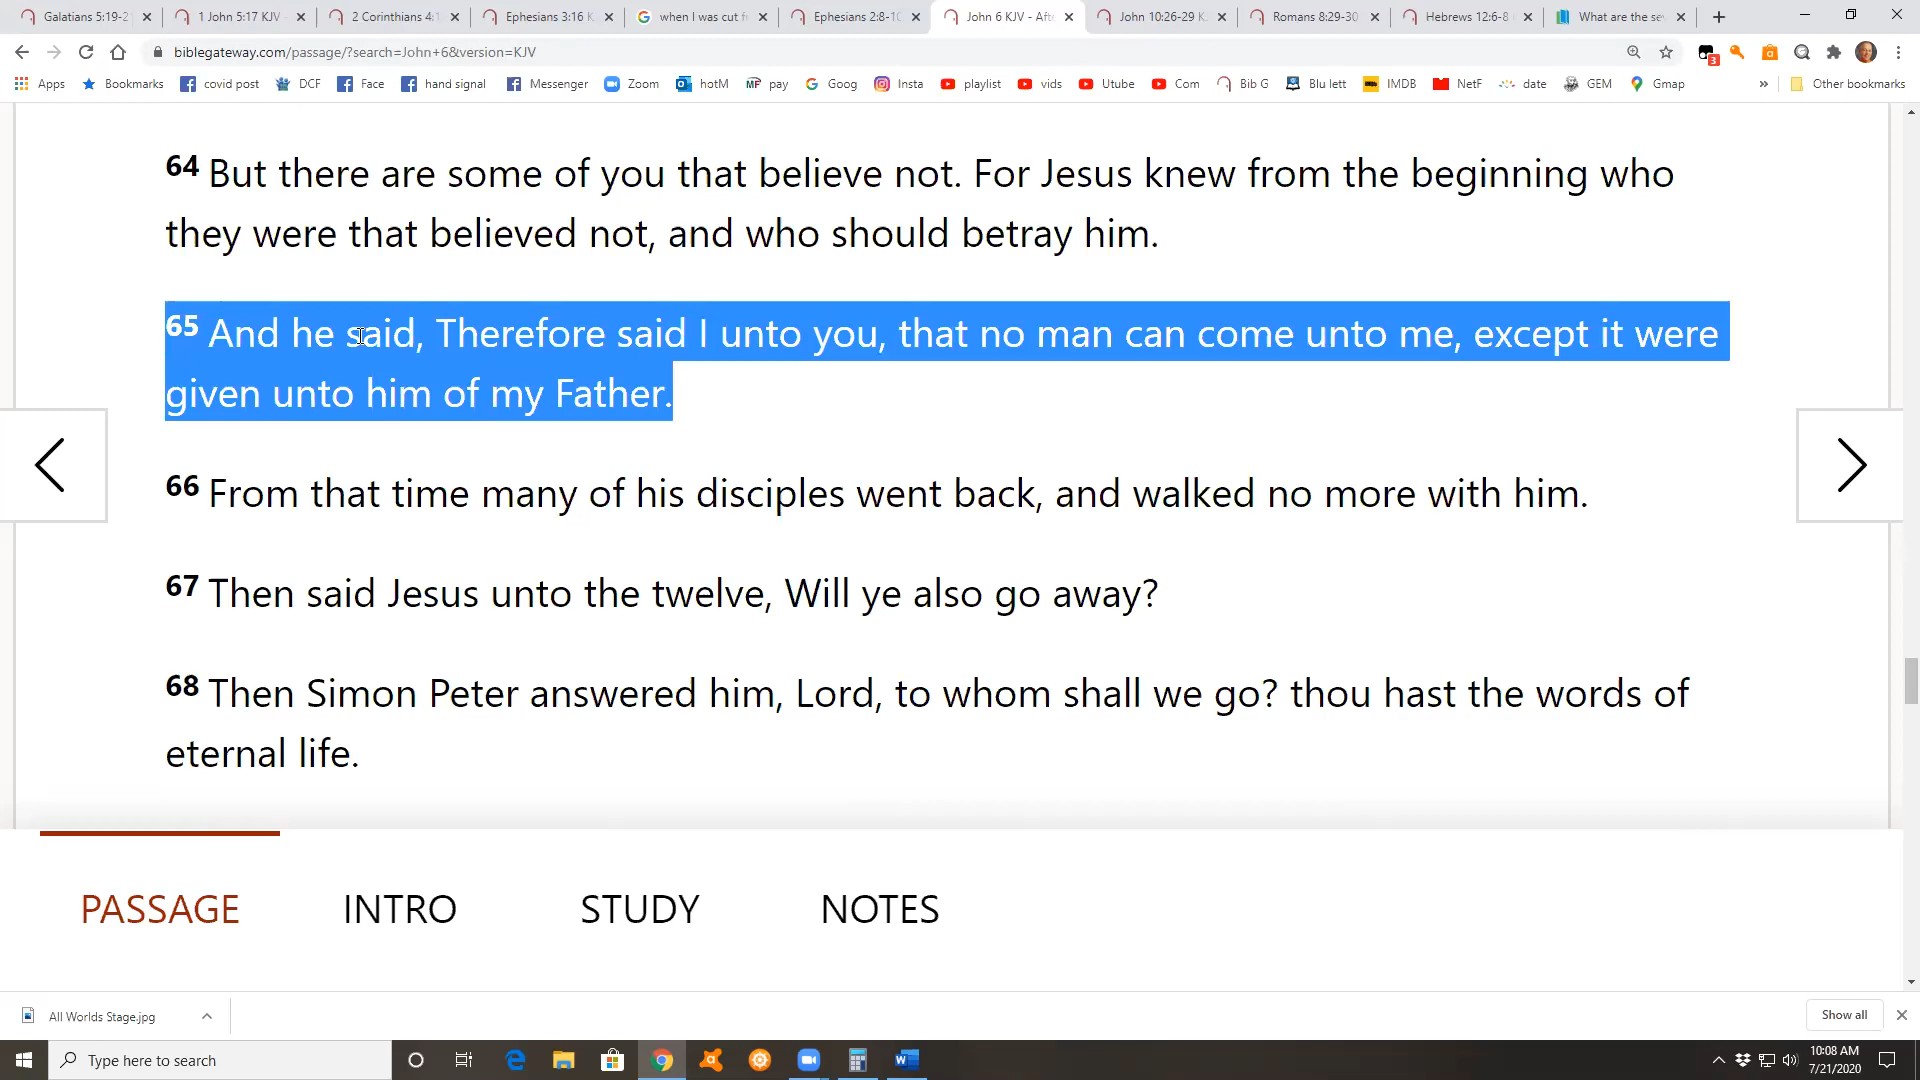 Galatians 5:19-2
1 John 5:17 KJV -
2 Corinthians 4:1
Ephesians 3:16 K
when I was cut f
Ephesians 2:8-10
John 6 KJV - Afte
John 10:26-29 K
Romans 8:29-30
Hebrews 12:6-8
What are the se
biblegateway.com/passage/?search=John+6&version=KJV
3
Apps Bookmarks covid post DCF Face hand signal Messenger Zoom hotM MF pay Goog Insta playlist vids Utube Com Bib G Blu lett IMDB NetF date GEM Gmap » Other bookmarks
64 But there are some of you that believe not. For Jesus knew from the beginning who
they were that believed not, and who should betray him.
65 And he said, Therefore said I unto you, that no man can come unto me, except it were
given unto him of my Father.
66 From that time many of his disciples went back, and walked no more with him.
67 Then said Jesus unto the twelve, Will ye also go away?
68 Then Simon Peter answered him, Lord, to whom shall we go? thou hast the words of
eternal life.
PASSAGE INTRO STUDY NOTES
All Worlds Stage.jpg
Show all
Type here to search
10:08 AM
7/21/2020